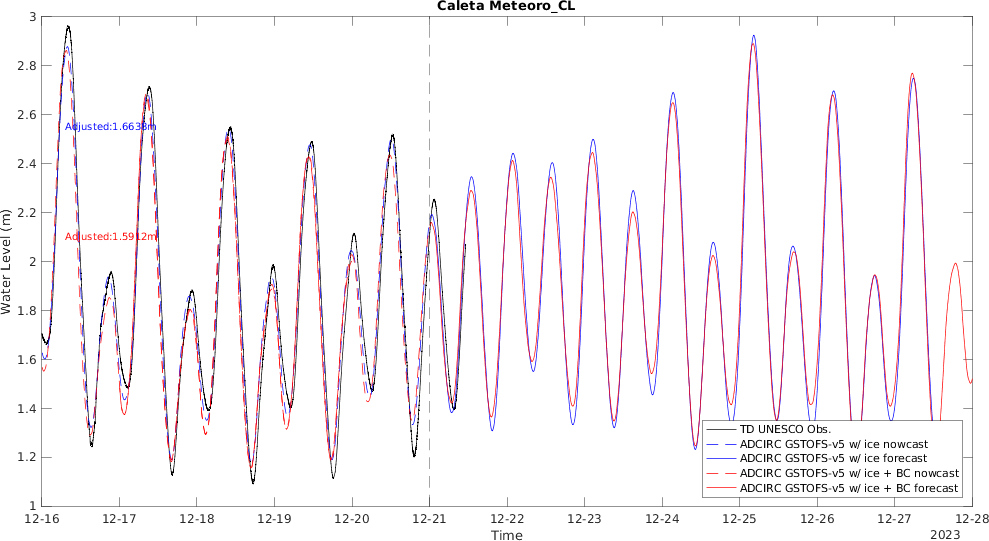 Caleta Meteoro_CL
3
2.8
2.6
2.4
2.2
2
1.8
1.6
1.4
1.2
1
Water Level (m)
Adjusted:1.6638m
Adjusted:1.5912m
TD UNESCO Obs.
ADCIRC GSTOFS-v5 w/ ice nowcast
ADCIRC GSTOFS-v5 w/ ice forecast
ADCIRC GSTOFS-v5 w/ ice + BC nowcast
ADCIRC GSTOFS-v5 w/ ice + BC forecast
12-16 12-17 12-18 12-19 12-20 12-21 12-22 12-23 12-24 12-25 12-26 12-27 12-28
Time
2023